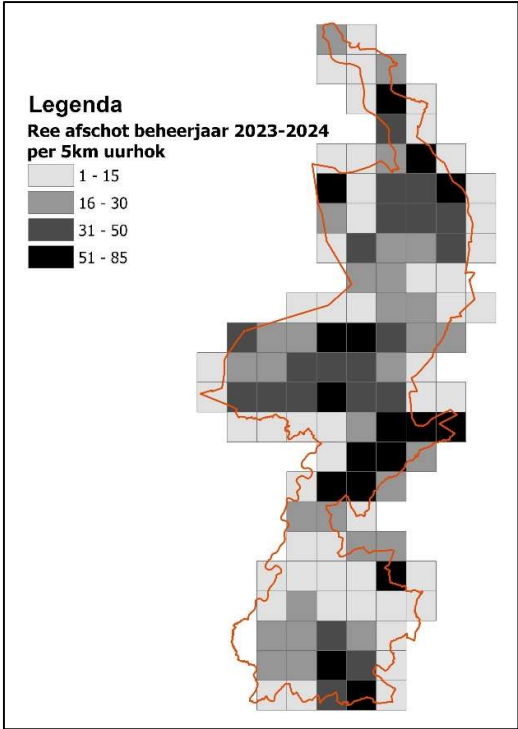 Legenda
Ree afschot beheerjaar 2023-2024
per 5km uurhok
1 - 15
16 - 30
31 - 50
51 - 85